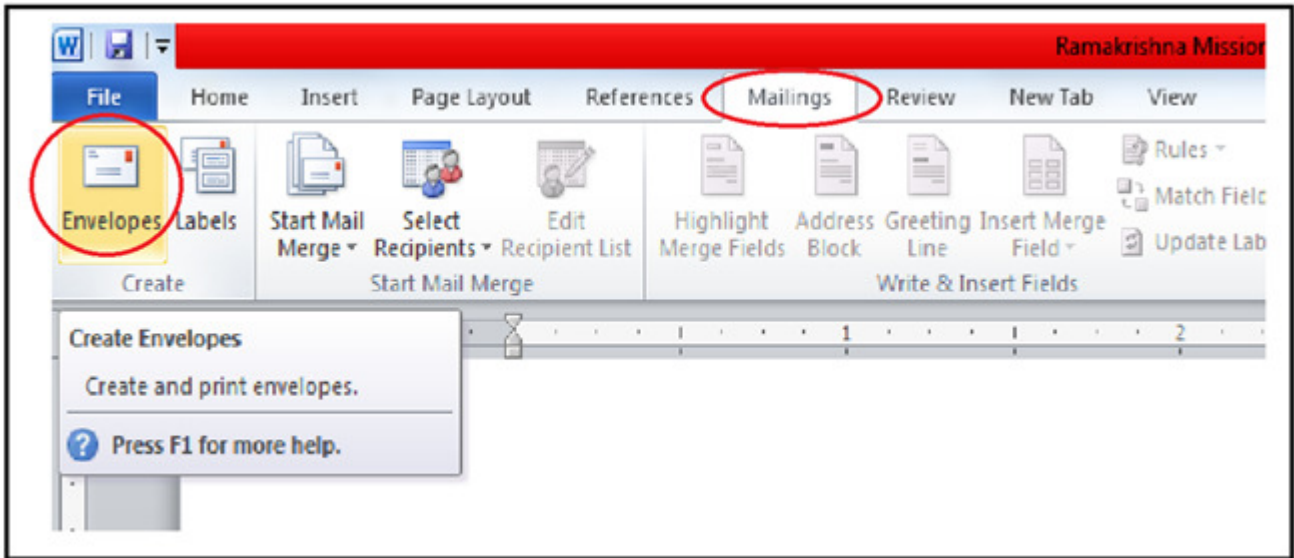 W
Ramakrishna Mission
File Home Insert Page Layout References Mailings Review New Tab View
Envelopes Labels Start Mail Merge Select Recipients Edit Recipient List Highlight Merge Fields Address Block Greeting Line Insert Merge Field Rules
Match Field
Update Lab
Create Start Mail Merge Write & Insert Fields
1 2
Create Envelopes
Create and print envelopes.
? Press F1 for more help.